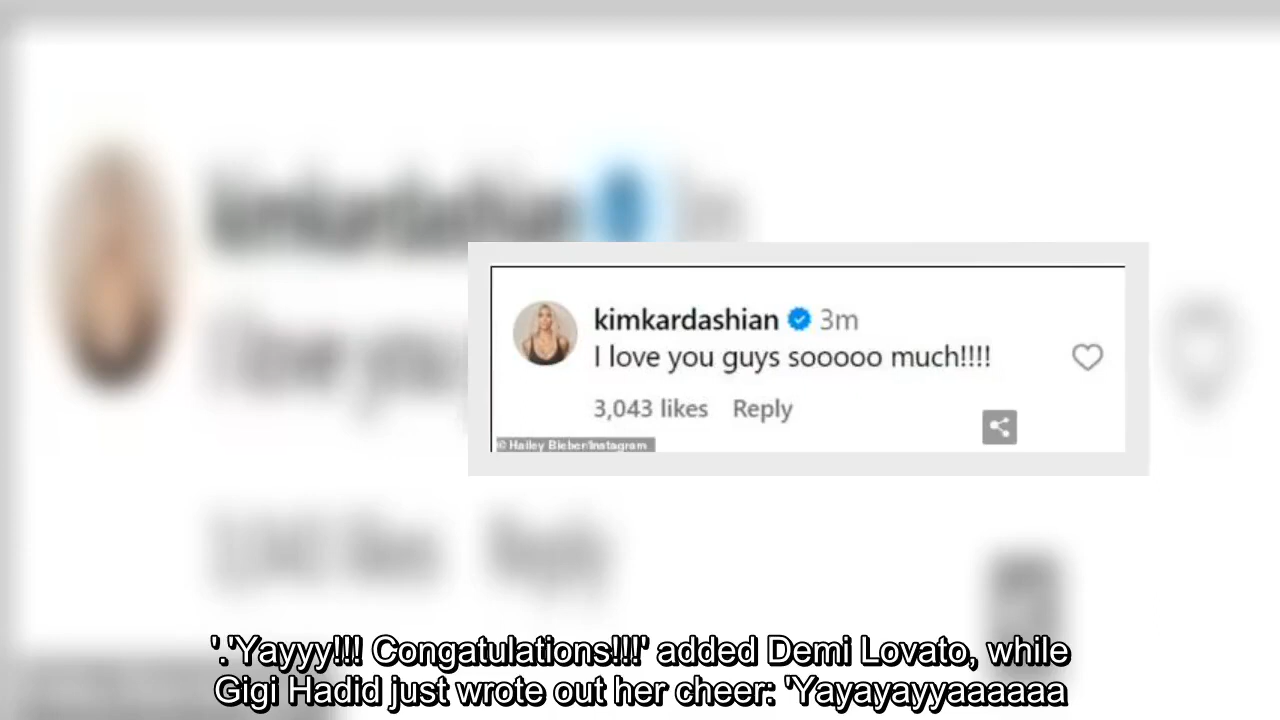 kimkardashian 3m
I love you guys sooooo much!!!!
3,043 likes Reply
© Hailey Bieber/Instagram
'.'Yayyy!!! Congatulations!!!' added Demi Lovato, while
Gigi Hadid just wrote out her cheer: 'Yayayayyaaaaaa